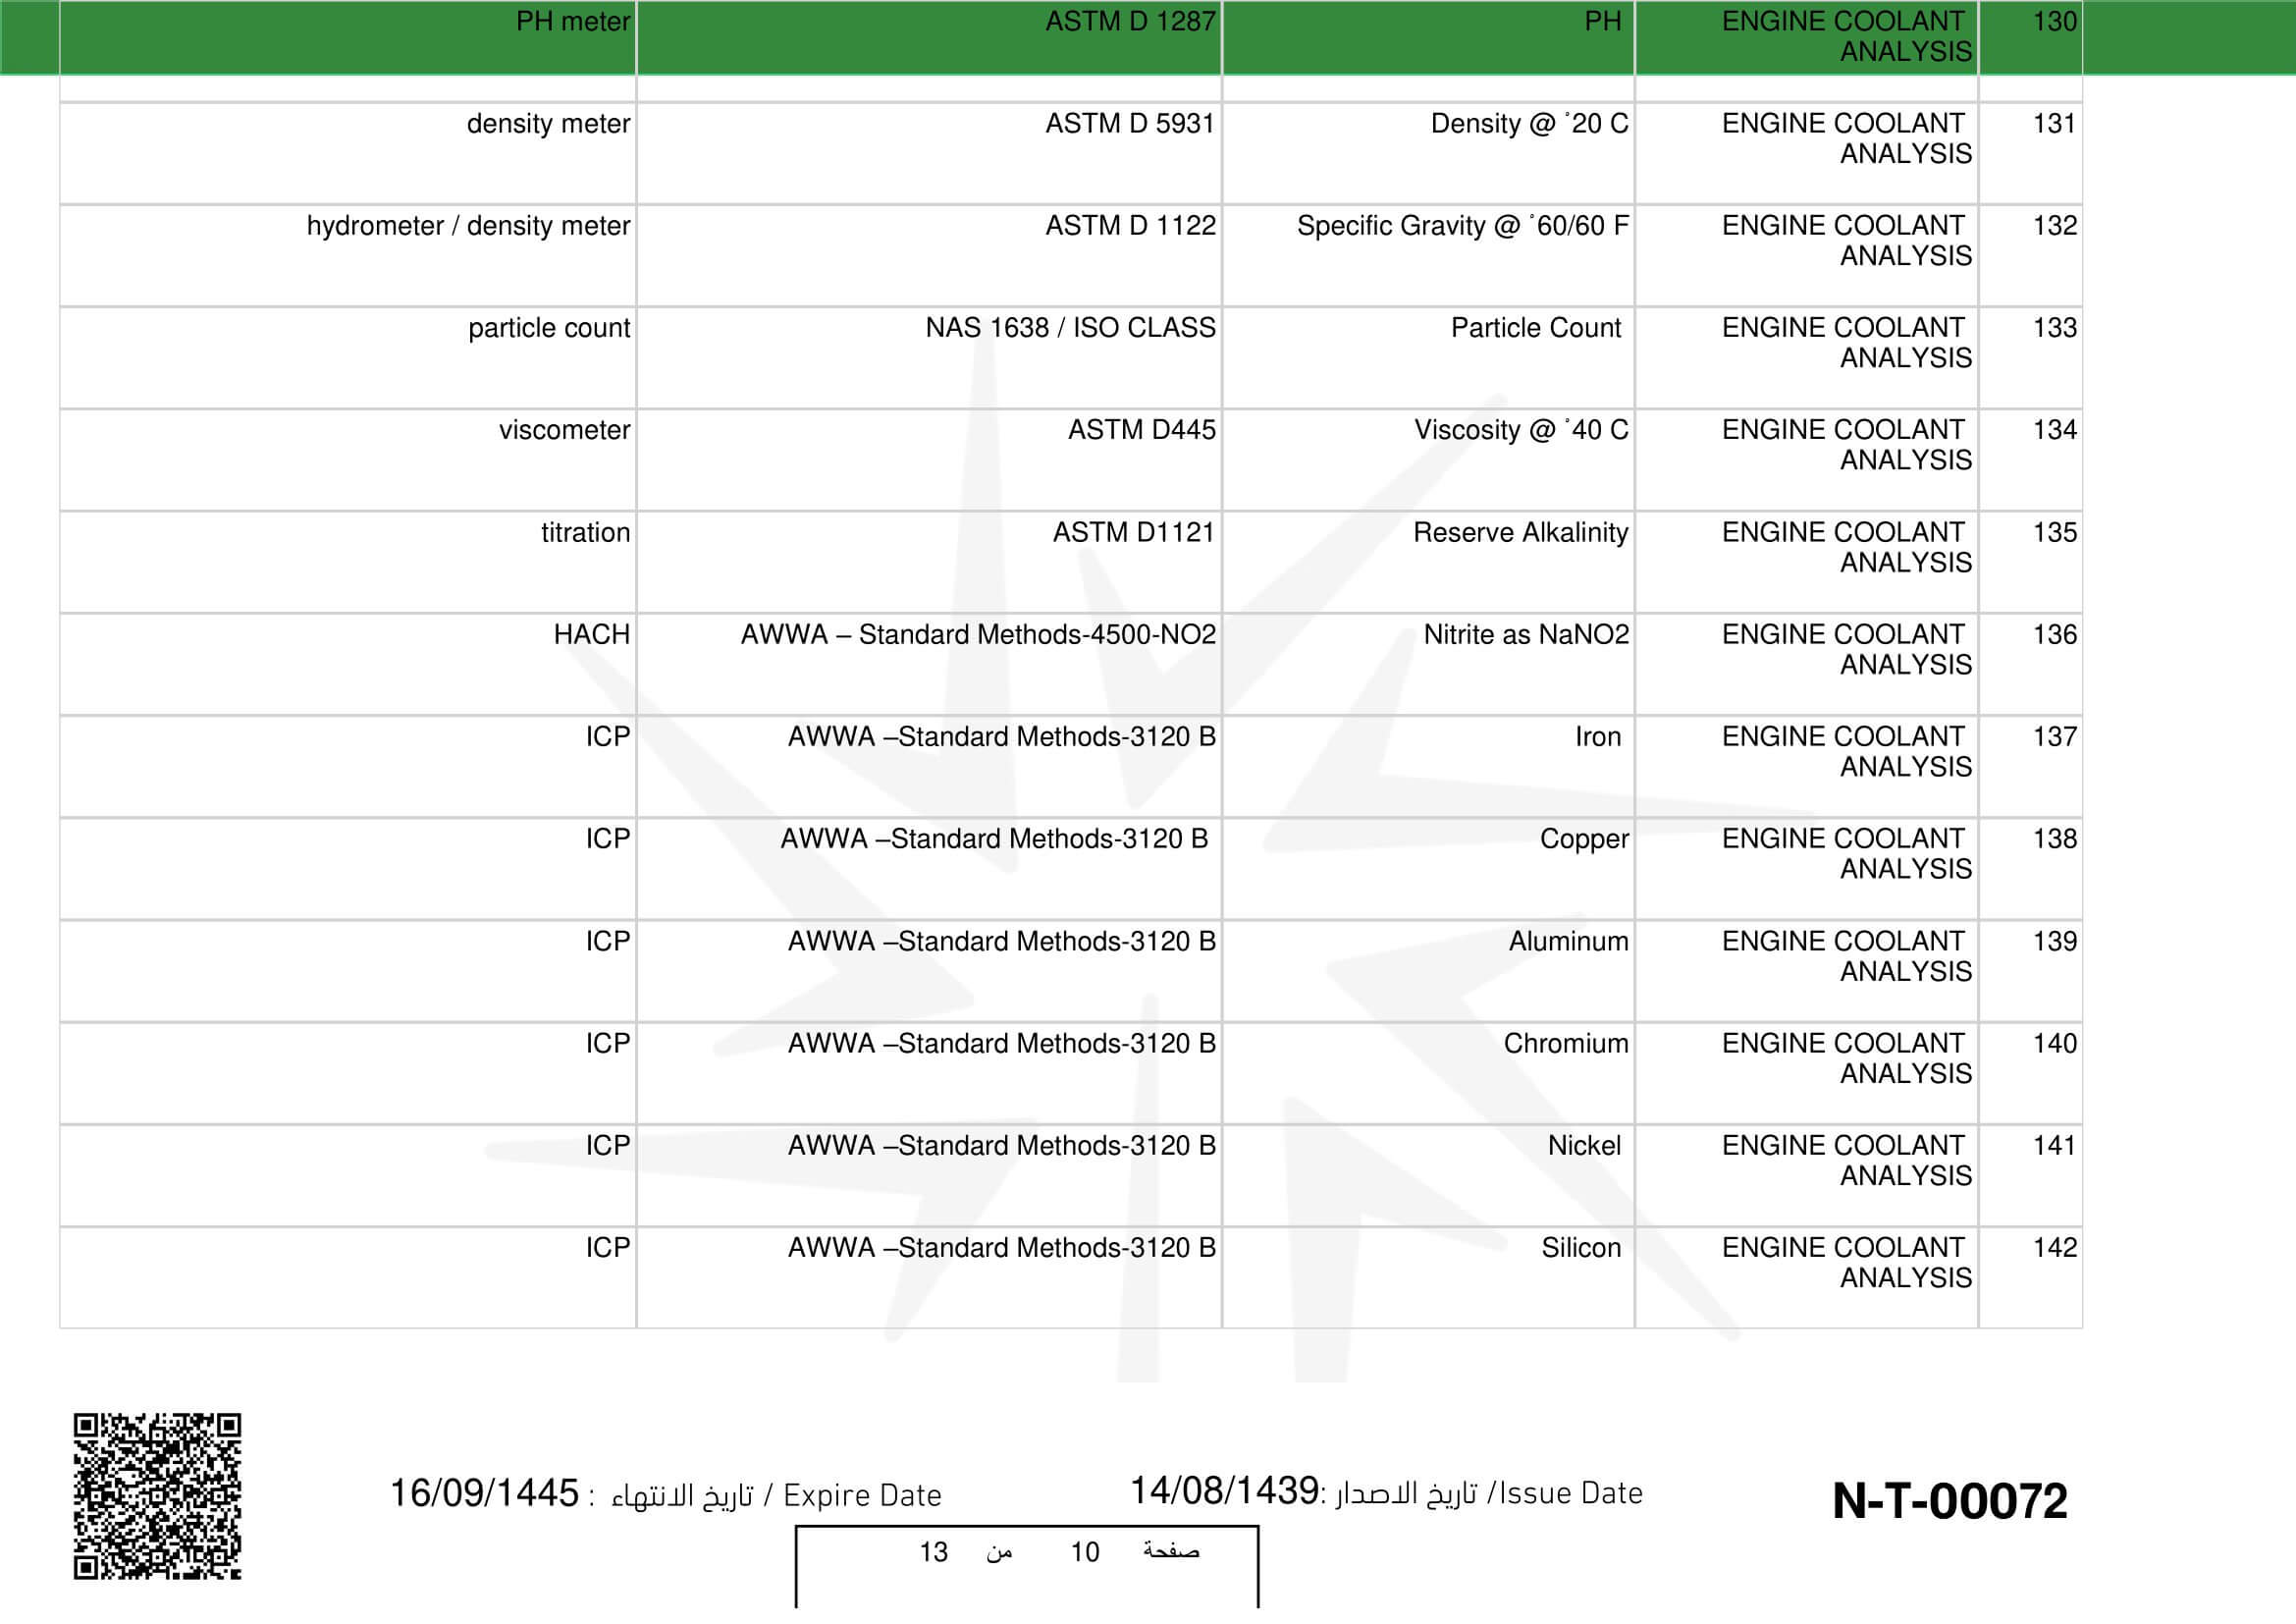 130 ENGINE COOLANT PH ASTM D 1287 PH meter
ANALYSIS
131 ENGINE COOLANT Density @ ˚20 C ASTM D 5931 density meter
ANALYSIS
132 ENGINE COOLANT Specific Gravity @ ˚60/60 F ASTM D 1122 hydrometer / density meter
ANALYSIS
133 ENGINE COOLANT Particle Count NAS 1638 / ISO CLASS particle count
ANALYSIS
134 ENGINE COOLANT Viscosity @ ˚40 C ASTM D445 viscometer
ANALYSIS
135 ENGINE COOLANT Reserve Alkalinity ASTM D1121 titration
ANALYSIS
136 ENGINE COOLANT Nitrite as NaNO2 AWWA – Standard Methods-4500-NO2 HACH
ANALYSIS
137 ENGINE COOLANT Iron AWWA –Standard Methods-3120 B ICP
ANALYSIS
138 ENGINE COOLANT Copper AWWA –Standard Methods-3120 B ICP
ANALYSIS
139 ENGINE COOLANT Aluminum AWWA –Standard Methods-3120 B ICP
ANALYSIS
140 ENGINE COOLANT Chromium AWWA –Standard Methods-3120 B ICP
ANALYSIS
141 ENGINE COOLANT Nickel AWWA –Standard Methods-3120 B ICP
ANALYSIS
142 ENGINE COOLANT Silicon AWWA –Standard Methods-3120 B ICP
ANALYSIS
N-T-00072
Issue Date/ تاريخ الاصدار :14/08/1439
Expire Date / تاريخ الانتهاء : 16/09/1445
صفحة 10 من 13